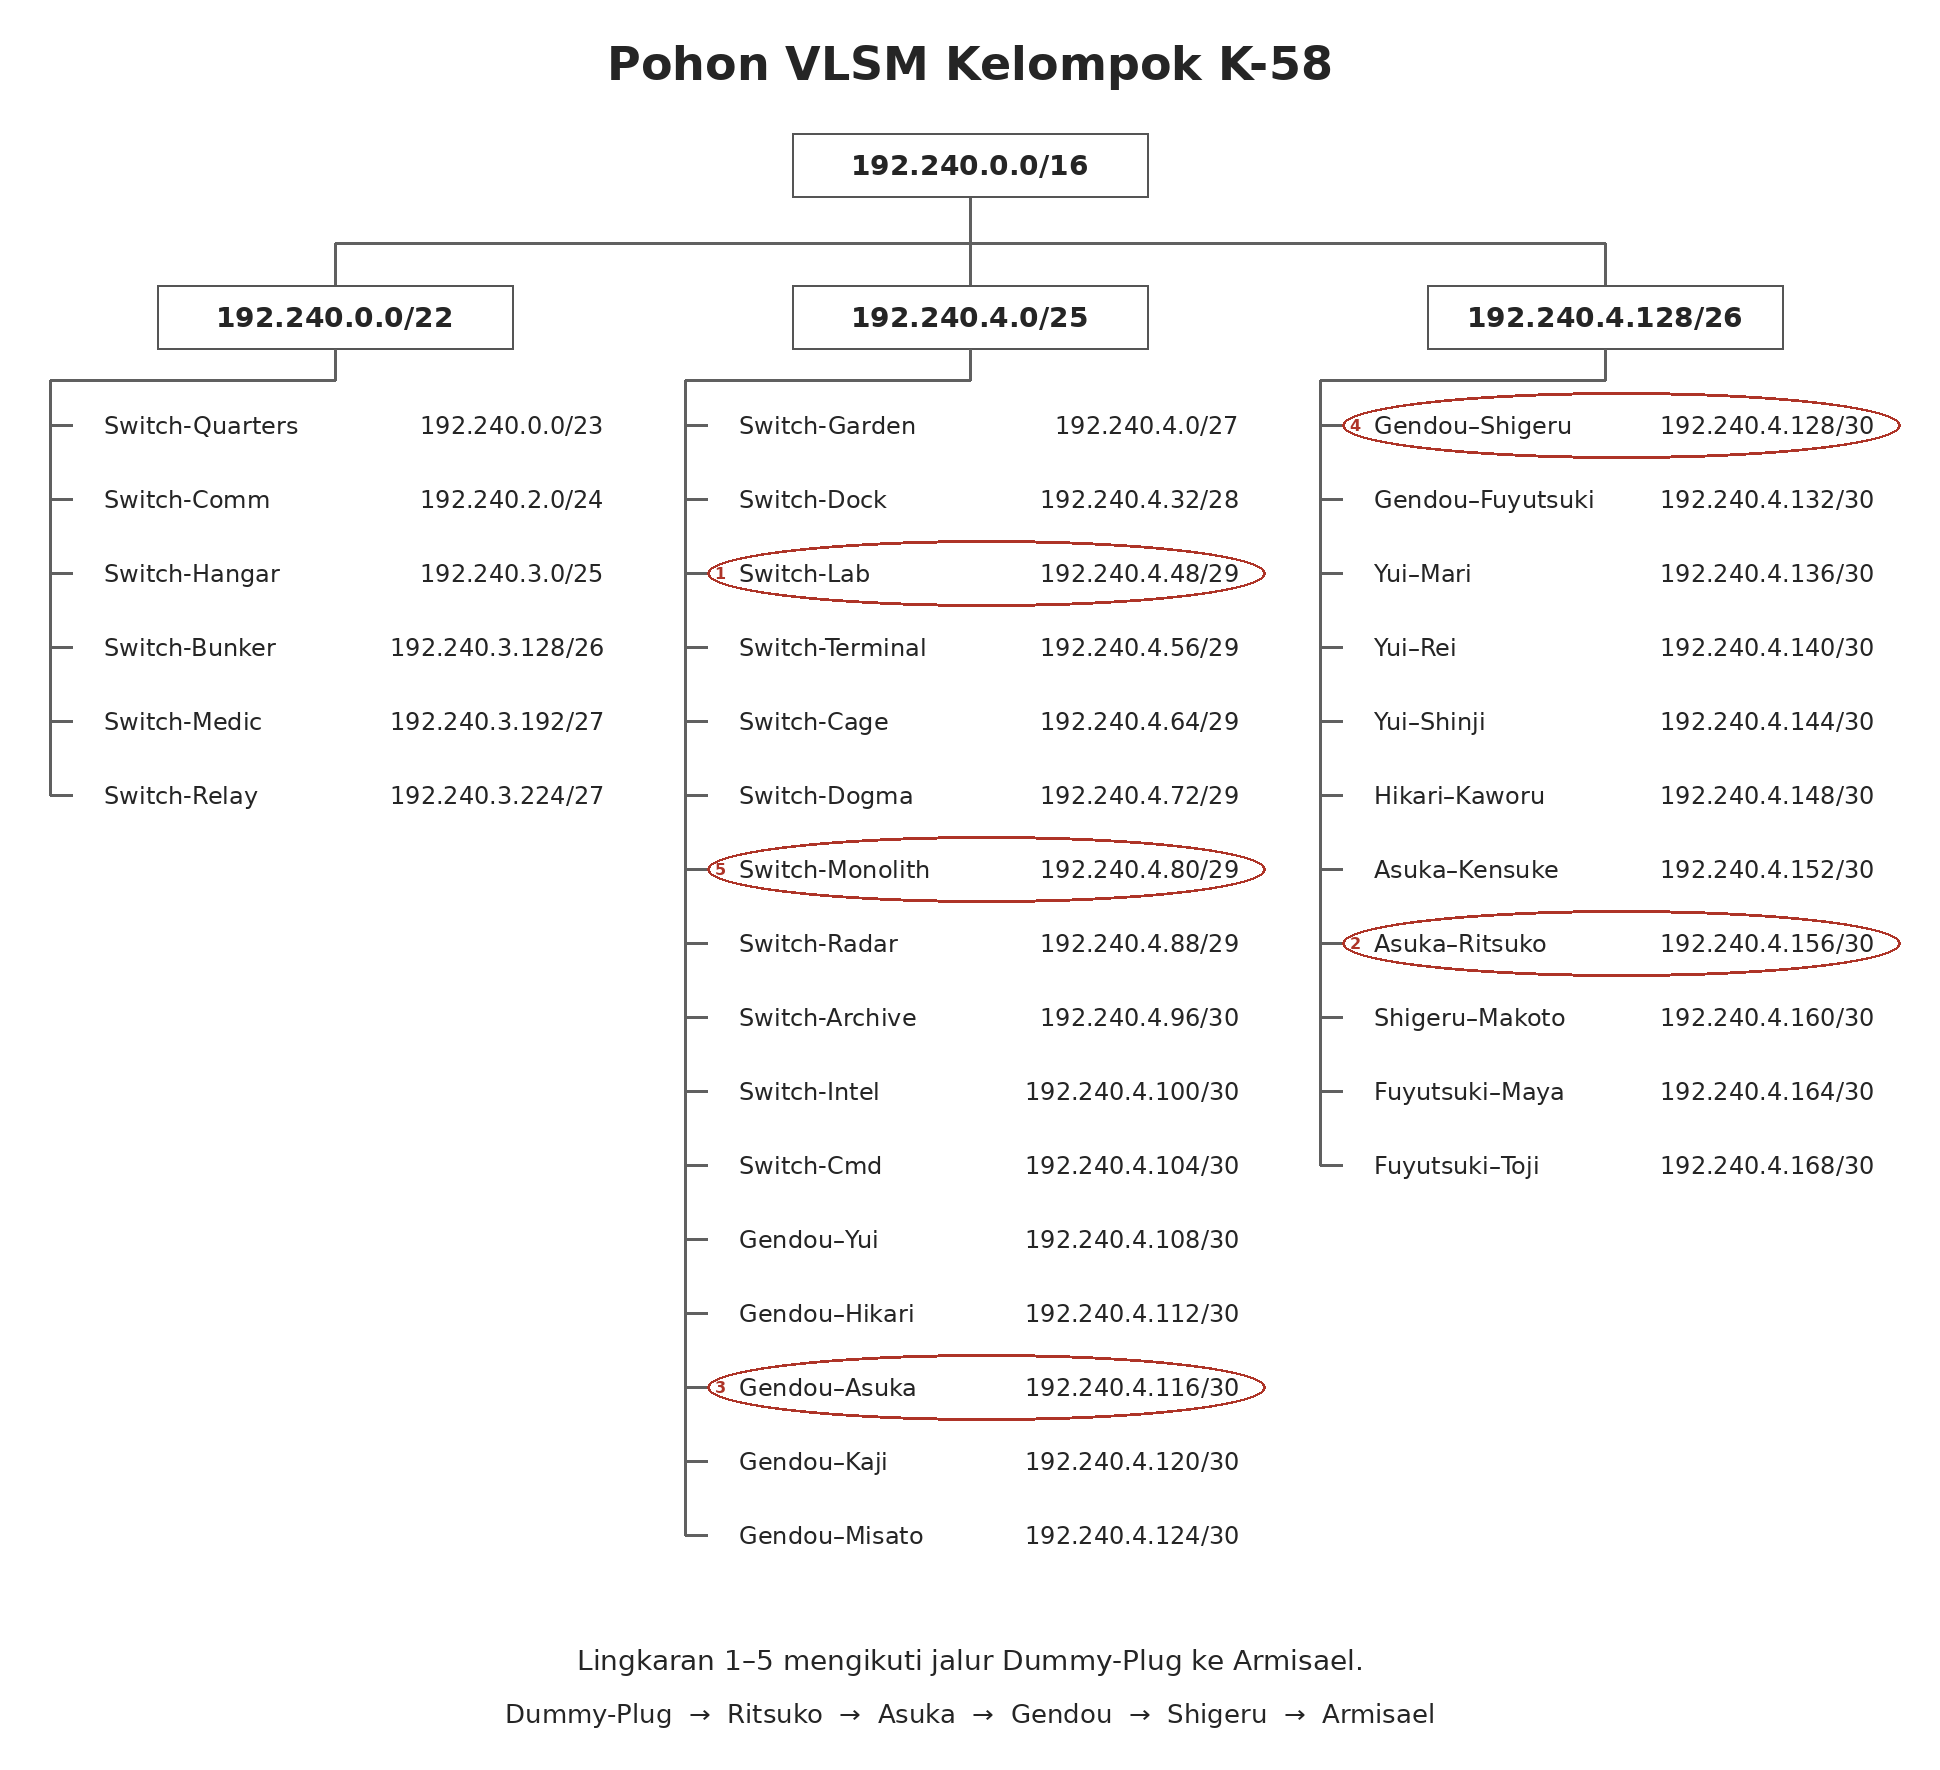 Pohon VLSM Kelompok K-58
192.240.0.0/16
192.240.0.0/22
Switch-Quarters 192.240.0.0/23
Switch-Comm 192.240.2.0/24
Switch-Hangar 192.240.3.0/25
Switch-Bunker 192.240.3.128/26
Switch-Medic 192.240.3.192/27
Switch-Relay 192.240.3.224/27
192.240.4.0/25
Switch-Garden 192.240.4.0/27
Switch-Dock 192.240.4.32/28
1 Switch-Lab 192.240.4.48/29
Switch-Terminal 192.240.4.56/29
Switch-Cage 192.240.4.64/29
Switch-Dogma 192.240.4.72/29
5 Switch-Monolith 192.240.4.80/29
Switch-Radar 192.240.4.88/29
Switch-Archive 192.240.4.96/30
Switch-Intel 192.240.4.100/30
Switch-Cmd 192.240.4.104/30
Gendou–Yui 192.240.4.108/30
Gendou–Hikari 192.240.4.112/30
3 Gendou–Asuka 192.240.4.116/30
Gendou–Kaji 192.240.4.120/30
Gendou–Misato 192.240.4.124/30
192.240.4.128/26
4 Gendou–Shigeru 192.240.4.128/30
Gendou–Fuyutsuki 192.240.4.132/30
Yui–Mari 192.240.4.136/30
Yui–Rei 192.240.4.140/30
Yui–Shinji 192.240.4.144/30
Hikari–Kaworu 192.240.4.148/30
Asuka–Kensuke 192.240.4.152/30
2 Asuka–Ritsuko 192.240.4.156/30
Shigeru–Makoto 192.240.4.160/30
Fuyutsuki–Maya 192.240.4.164/30
Fuyutsuki–Toji 192.240.4.168/30
Lingkaran 1–5 mengikuti jalur Dummy-Plug ke Armisael.
Dummy-Plug → Ritsuko → Asuka → Gendou → Shigeru → Armisael